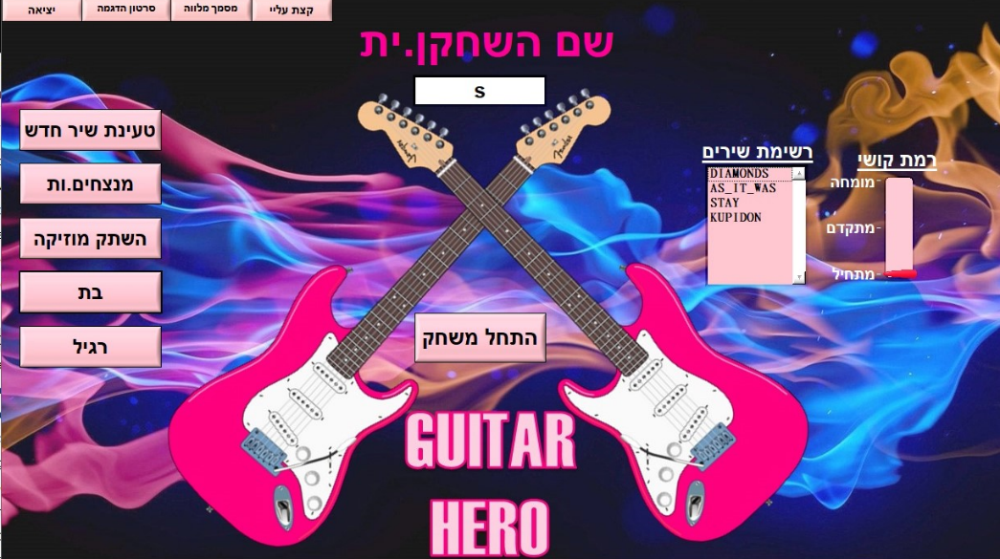 קצת עליי
מסמך מלווה
סרטון הדגמה
יציאה
שם השחקן.ית
s
רמת קושי
מומחה
מתקדם
מתחיל
רשימת שירים
DIAMONDS
AS_IT_WAS
STAY
KUPIDON
טעינת שיר חדש
מנצחים.ות
השתק מוזיקה
בת
רגיל
התחל משחק
GUITAR
HERO
Fender